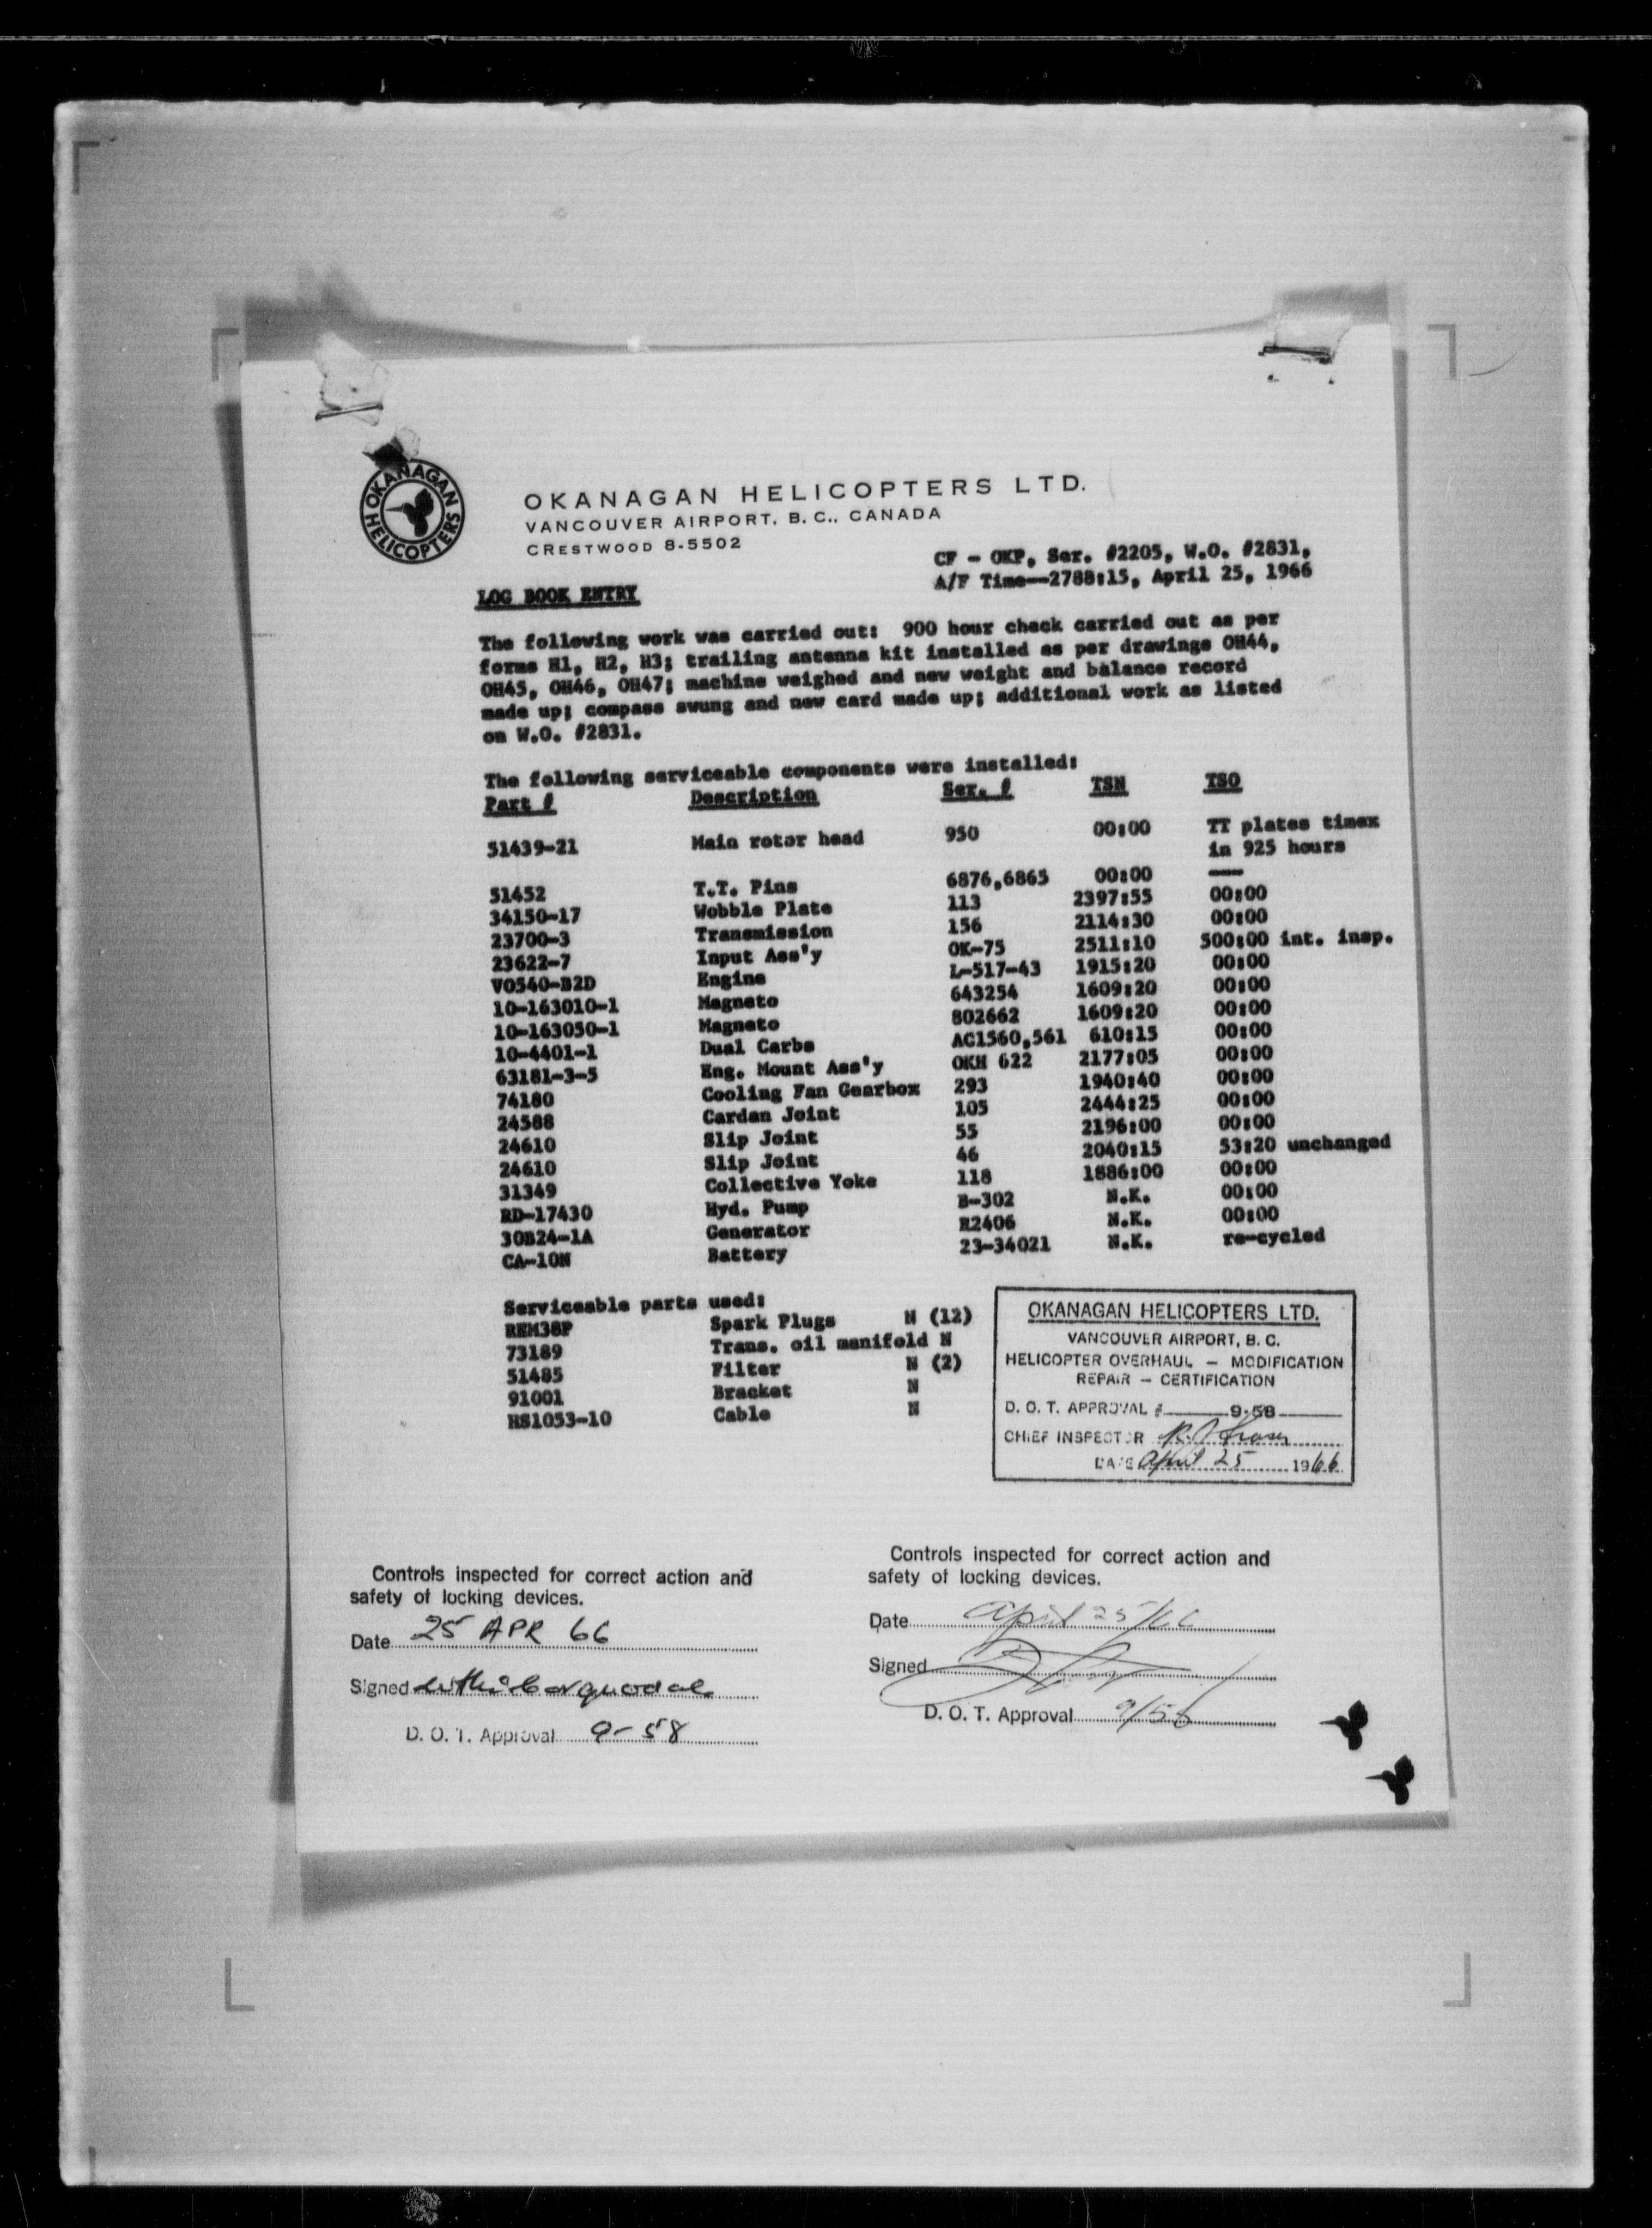 OKANAGAN HELICOPTERS
OKANAGAN HELICOPTERS LTD.
VANCOUVER AIRPORT, B.C., CANADA
CRESTWOOD 8-5502
CF - OKP, Ser. #2205, W.O. #2831,
A/F Time--2788:15, April 25, 1966
LOG BOOK ENTRY
The following work was carried out: 900 hour check carried out as per
forms H1, H2, H3; trailing antenna kit installed as per drawings OH44,
OH45, OH46, OH47; machine weighed and new weight and balance record
made up; compass swung and new card made up; additional work as listed
on W.O. #2831.
The following serviceable components were installed:
Part # Description Ser. # TSN TSO
51439-21 Main rotor head 950 00:00 TT plates timex
in 925 hours
51452 T.T. Pins 6876,6865 00:00 ----
34150-17 Wobble Plate 113 2397:55 00:00
23700-3 Transmission 156 2114:30 00:00
23622-7 Input Ass'y OK-75 2511:10 500:00 int. insp.
VO540-B2D Engine L-517-43 1915:20 00:00
10-163010-1 Magneto 643254 1609:20 00:00
10-163050-1 Magneto 802662 1609:20 00:00
10-4401-1 Dual Carbs AC1560,561 610:15 00:00
63181-3-5 Eng. Mount Ass'y OKH 622 2177:05 00:00
74180 Cooling Fan Gearbox 293 1940:40 00:00
24588 Cardan Joint 105 2444:25 00:00
24610 Slip Joint 55 2196:00 00:00
24610 Slip Joint 46 2040:15 53:20 unchanged
31349 Collective Yoke 118 1886:00 00:00
RD-17430 Hyd. Pump B-302 N.K. 00:00
30B24-1A Generator R2406 N.K. 00:00
CA-10N Battery 23-34021 N.K. re-cycled
Serviceable parts used:
REM38P Spark Plugs N (12)
73189 Trans. oil manifold N
51485 Filter N (2)
91001 Bracket N
HS1053-10 Cable N
OKANAGAN HELICOPTERS LTD.
VANCOUVER AIRPORT, B. C.
HELICOPTER OVERHAUL — MODIFICATION
REPAIR — CERTIFICATION
D. O. T. APPROVAL # 9-58
CHIEF INSPECTOR
DATE April 25 1966
Controls inspected for correct action and
safety of locking devices.
Date 25 APR 66
Signed
D. O. T. Approval 9-58
Controls inspected for correct action and
safety of locking devices.
Date April 25/66
Signed
D. O. T. Approval 9/58